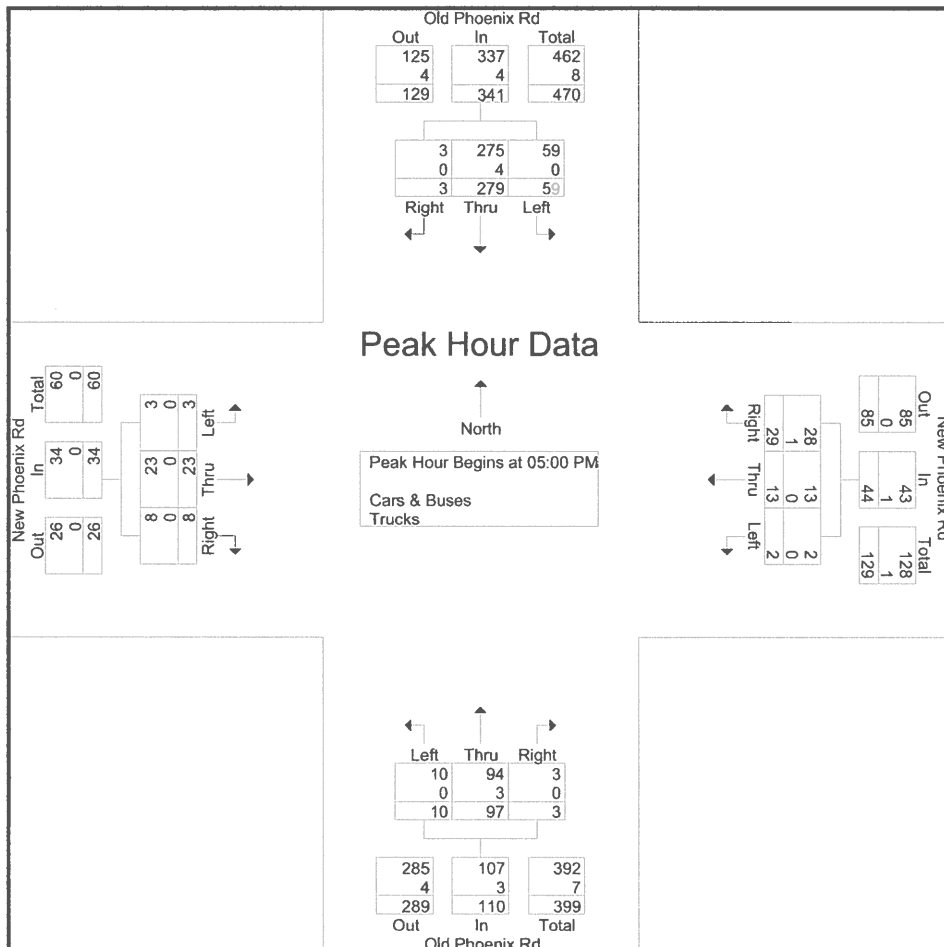 Old Phoenix Rd
Out In Total
125 337 462
4 4 8
129 341 470
3 275 59
0 4 0
3 279 59
Right Thru Left
Peak Hour Data
North
Peak Hour Begins at 05:00 PM
Cars & Buses
Trucks
New Phoenix Rd
Total In Out
60 34 26
0 0 0
60 34 26
3 23 8
0 0 0
3 23 8
Left Thru Right
New Phoenix Rd
Out In Total
85 43 128
0 1 1
85 44 129
28 13 2
1 0 0
29 13 2
Right Thru Left
Left Thru Right
10 94 3
0 3 0
10 97 3
285 107 392
4 3 7
289 110 399
Out In Total
Old Phoenix Rd